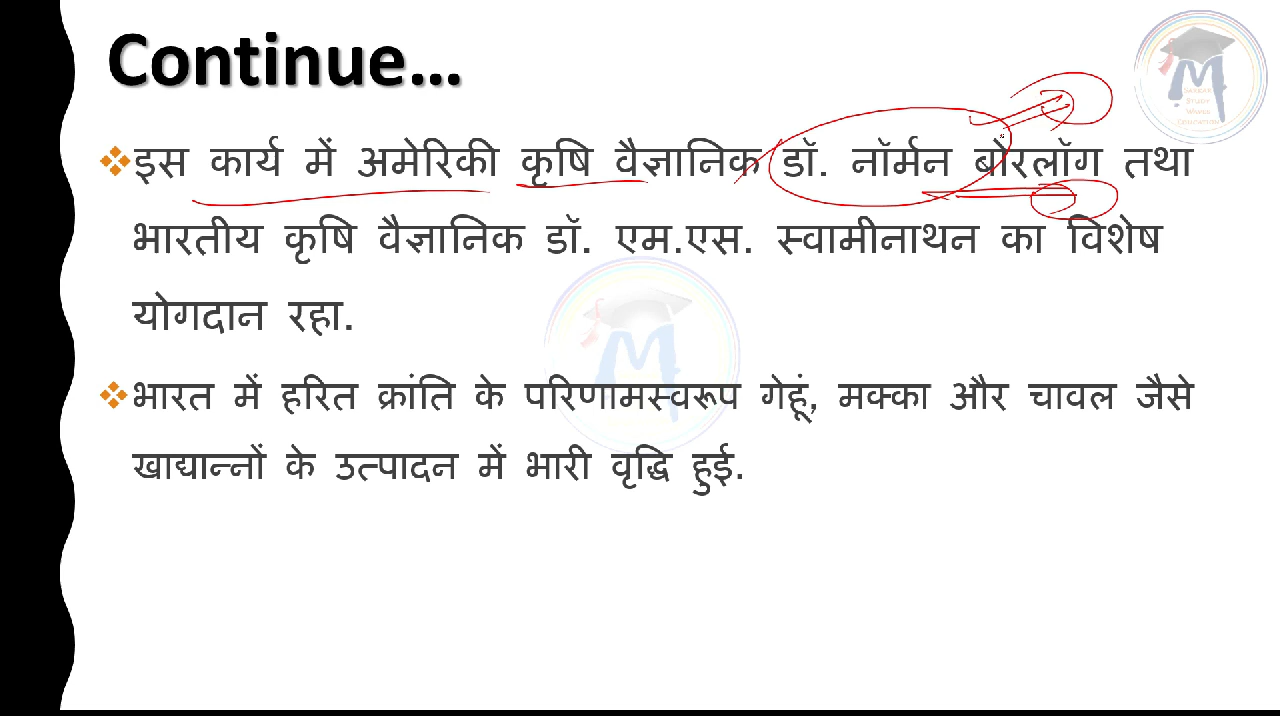 Continue...
❖इस कार्य में अमेरिकी कृषि वैज्ञानिक डॉ. नॉर्मन बोरलॉग तथा
भारतीय कृषि वैज्ञानिक डॉ. एम.एस. स्वामीनाथन का विशेष
योगदान रहा.
❖भारत में हरित क्रांति के परिणामस्वरूप गेहूं, मक्का और चावल जैसे
खाद्यान्नों के उत्पादन में भारी वृद्धि हुई.